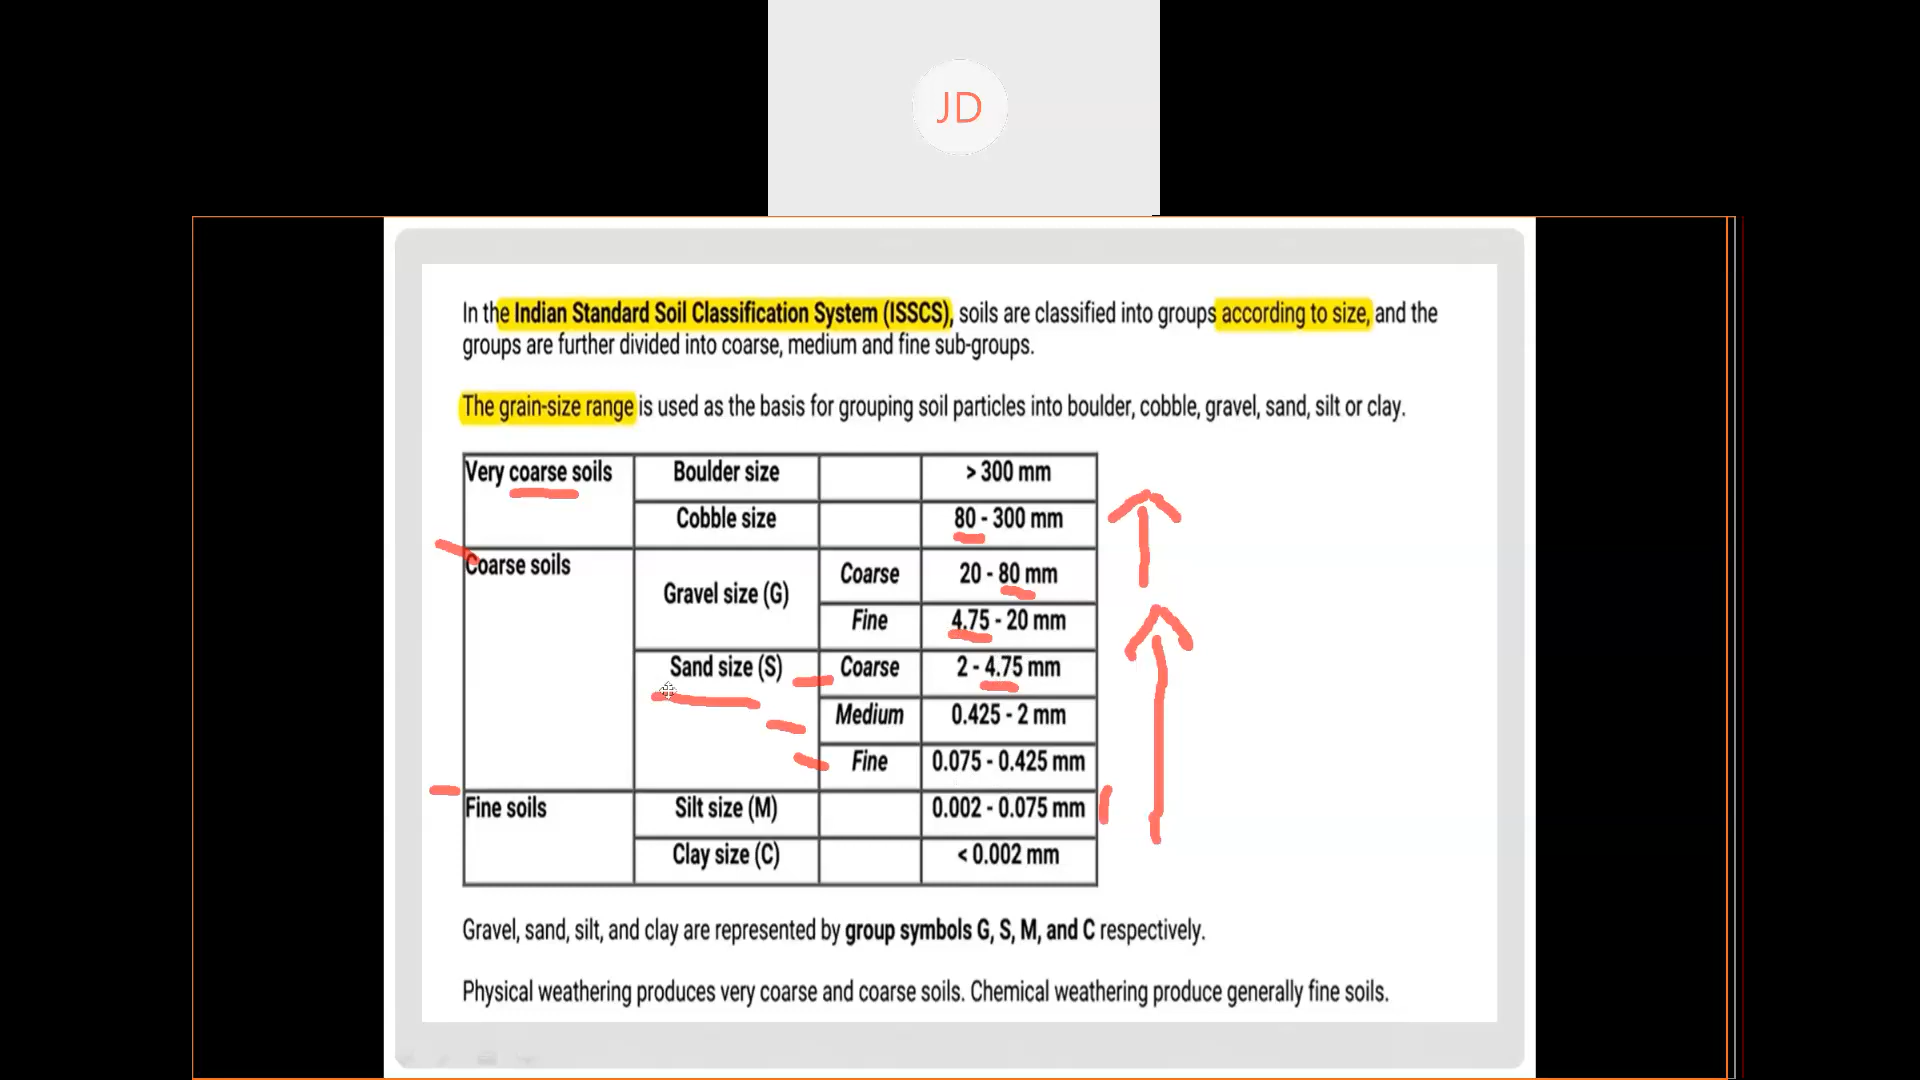 JD
In the Indian Standard Soil Classification System (ISSCS), soils are classified into groups according to size, and the
groups are further divided into coarse, medium and fine sub-groups.
The grain-size range is used as the basis for grouping soil particles into boulder, cobble, gravel, sand, silt or clay.
Very coarse soils Boulder size > 300 mm
Cobble size 80 - 300 mm
Coarse soils Gravel size (G) Coarse 20 - 80 mm
Fine 4.75 - 20 mm
Sand size (S) Coarse 2 - 4.75 mm
Medium 0.425 - 2 mm
Fine 0.075 - 0.425 mm
Fine soils Silt size (M) 0.002 - 0.075 mm
Clay size (C) < 0.002 mm
Gravel, sand, silt, and clay are represented by group symbols G, S, M, and C respectively.
Physical weathering produces very coarse and coarse soils. Chemical weathering produce generally fine soils.